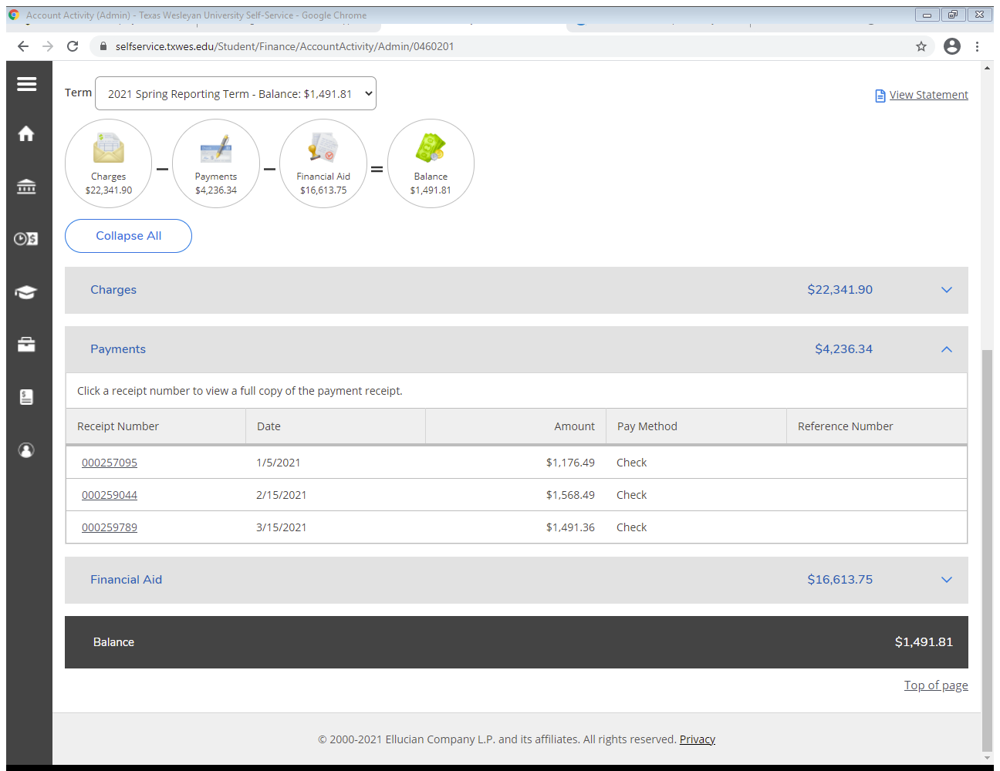 Account Activity (Admin) - Texas Wesleyan University Self-Service - Google Chrome
selfservice.txwes.edu/Student/Finance/AccountActivity/Admin/0460201
Term 2021 Spring Reporting Term - Balance: $1,491.81
View Statement
Charges Payments Financial Aid Balance
$22,341.90 $4,236.34 $16,613.75 $1,491.81
Collapse All
Charges $22,341.90
Payments $4,236.34
Click a receipt number to view a full copy of the payment receipt.
Receipt Number Date Amount Pay Method Reference Number
000257095 1/5/2021 $1,176.49 Check
000259044 2/15/2021 $1,568.49 Check
000259789 3/15/2021 $1,491.36 Check
Financial Aid $16,613.75
Balance $1,491.81
Top of page
© 2000-2021 Ellucian Company L.P. and its affiliates. All rights reserved. Privacy